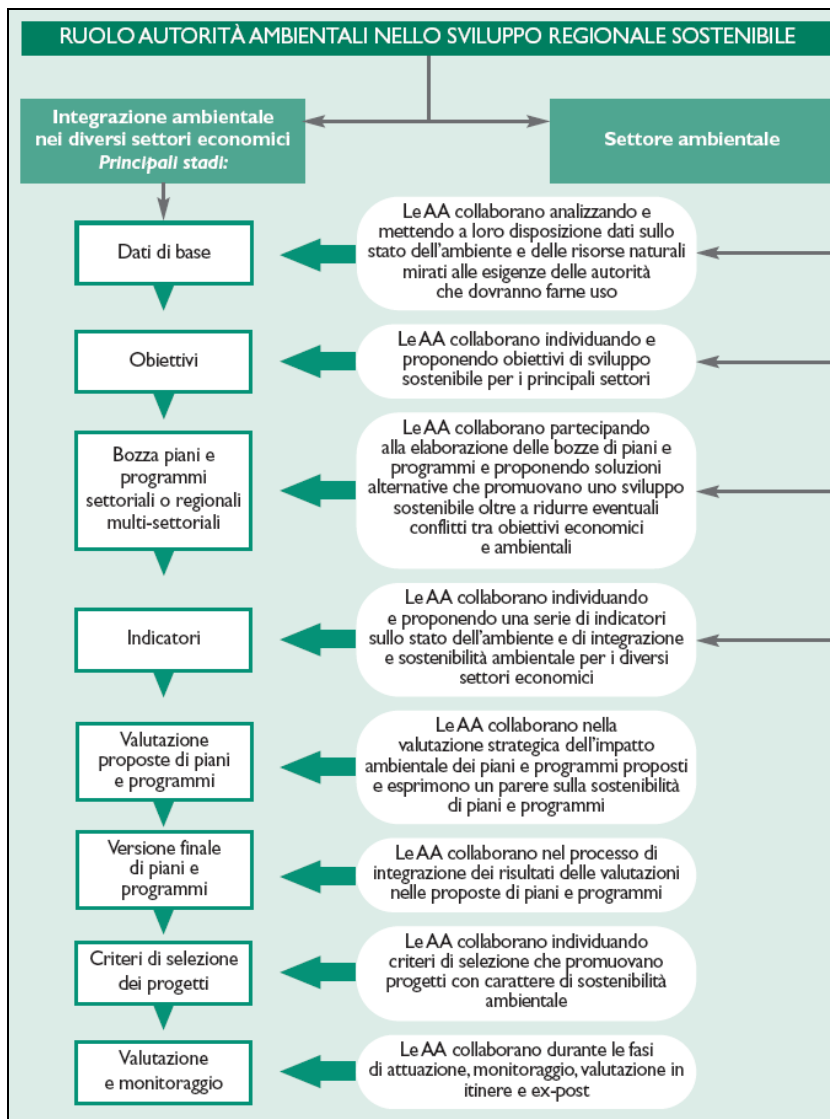 RUOLO AUTORITÀ AMBIENTALI NELLO SVILUPPO REGIONALE SOSTENIBILE
Integrazione ambientale
nei diversi settori economici
Principali stadi:
Settore ambientale
Dati di base
Le AA collaborano analizzando e
mettendo a loro disposizione dati sullo
stato dell'ambiente e delle risorse naturali
mirati alle esigenze delle autorità
che dovranno farne uso
Obiettivi
Le AA collaborano individuando e
proponendo obiettivi di sviluppo
sostenibile per i principali settori
Bozza piani e
programmi
settoriali o regionali
multi-settoriali
Le AA collaborano partecipando
alla elaborazione delle bozze di piani e
programmi e proponendo soluzioni
alternative che promuovano uno sviluppo
sostenibile oltre a ridurre eventuali
conflitti tra obiettivi economici
e ambientali
Indicatori
Le AA collaborano individuando
e proponendo una serie di indicatori
sullo stato dell'ambiente e di integrazione
e sostenibilità ambientale per i diversi
settori economici
Valutazione
proposte di piani
e programmi
Le AA collaborano nella
valutazione strategica dell'impatto
ambientale dei piani e programmi proposti
e esprimono un parere sulla sostenibilità
di piani e programmi
Versione finale
di piani e
programmi
Le AA collaborano nel processo di
integrazione dei risultati delle valutazioni
nelle proposte di piani e programmi
Criteri di selezione
dei progetti
Le AA collaborano individuando
criteri di selezione che promuovano
progetti con carattere di sostenibilità
ambientale
Valutazione
e monitoraggio
Le AA collaborano durante le fasi
di attuazione, monitoraggio, valutazione in
itinere e ex-post